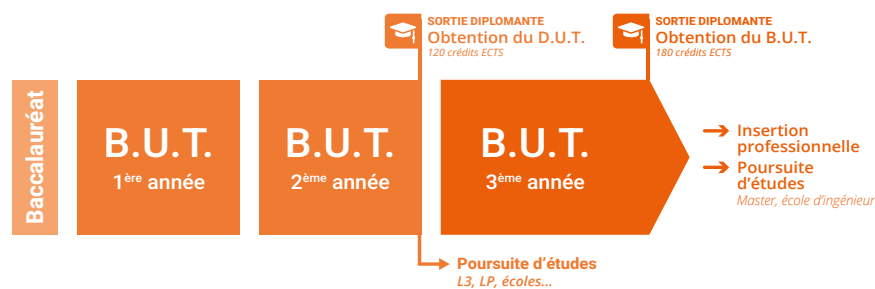 SORTIE DIPLOMANTE
Obtention du D.U.T.
120 crédits ECTS
SORTIE DIPLOMANTE
Obtention du B.U.T.
180 crédits ECTS
Baccalauréat
B.U.T.
1ère année
B.U.T.
2ème année
B.U.T.
3ème année
Insertion
professionnelle
Poursuite
d'études
Master, école d'ingénieur
Poursuite d'études
L3, LP, écoles...